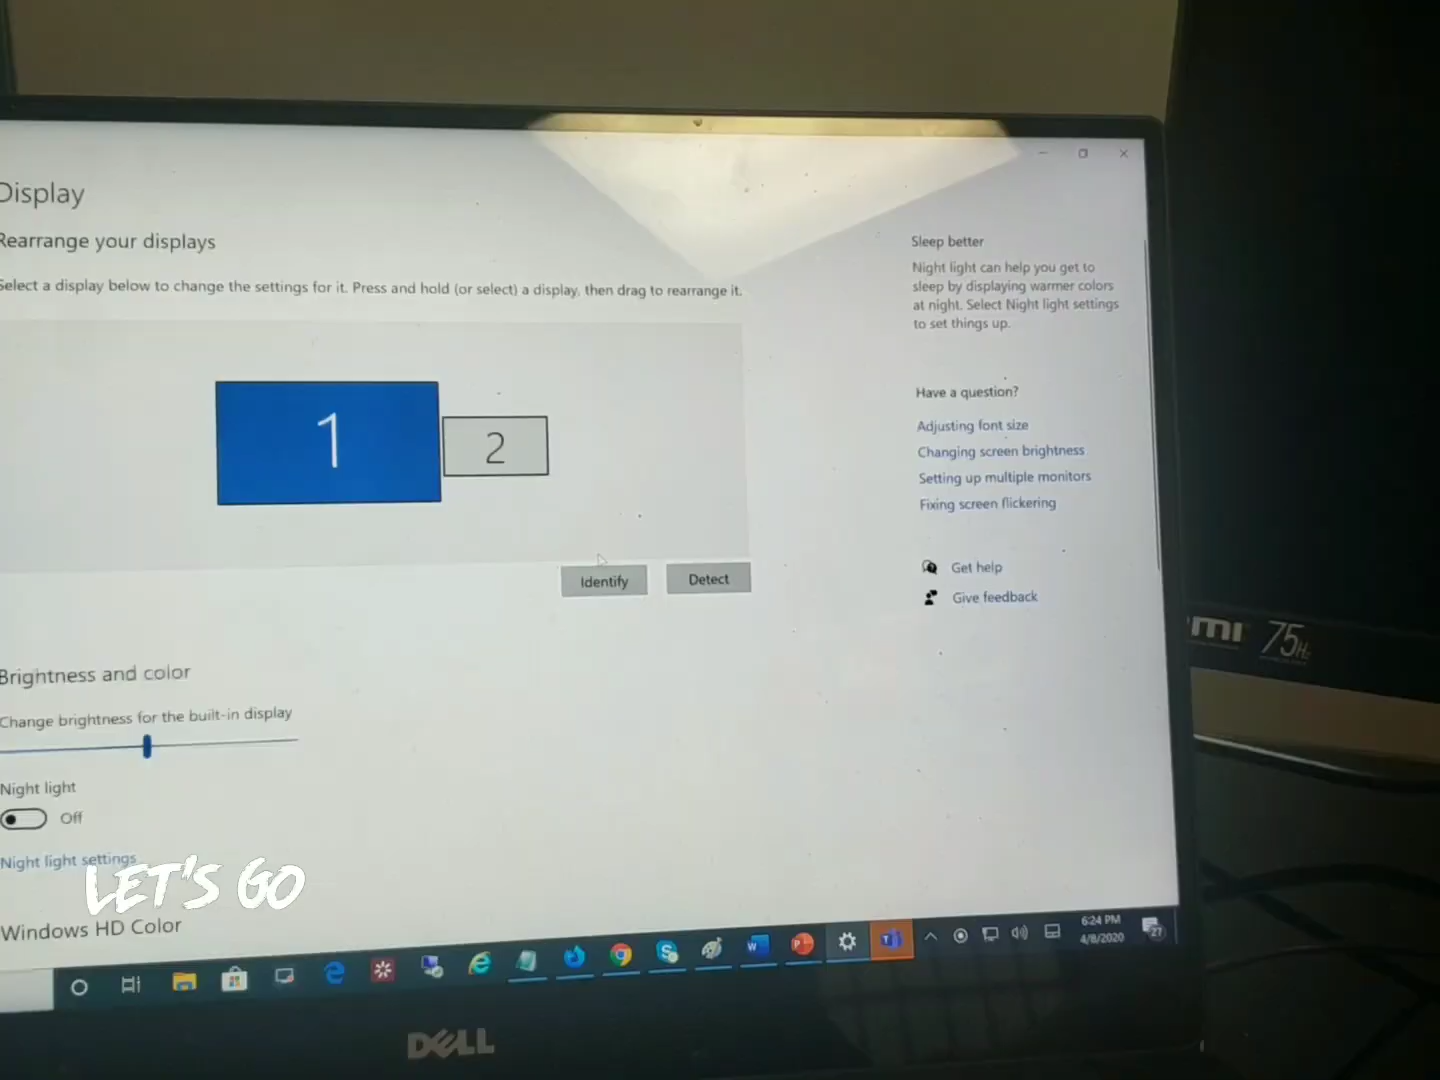 Display
Rearrange your displays
Select a display below to change the settings for it. Press and hold (or select) a display, then drag to rearrange it.
1
2
Identify
Detect
Brightness and color
Change brightness for the built-in display
Night light
Off
Night light settings
LET'S GO
Windows HD Color
Sleep better
Night light can help you get to
sleep by displaying warmer colors
at night. Select Night light settings
to set things up.
Have a question?
Adjusting font size
Changing screen brightness
Setting up multiple monitors
Fixing screen flickering
Get help
Give feedback
mi 75Hz
6:24 PM
4/8/2020
27
DELL